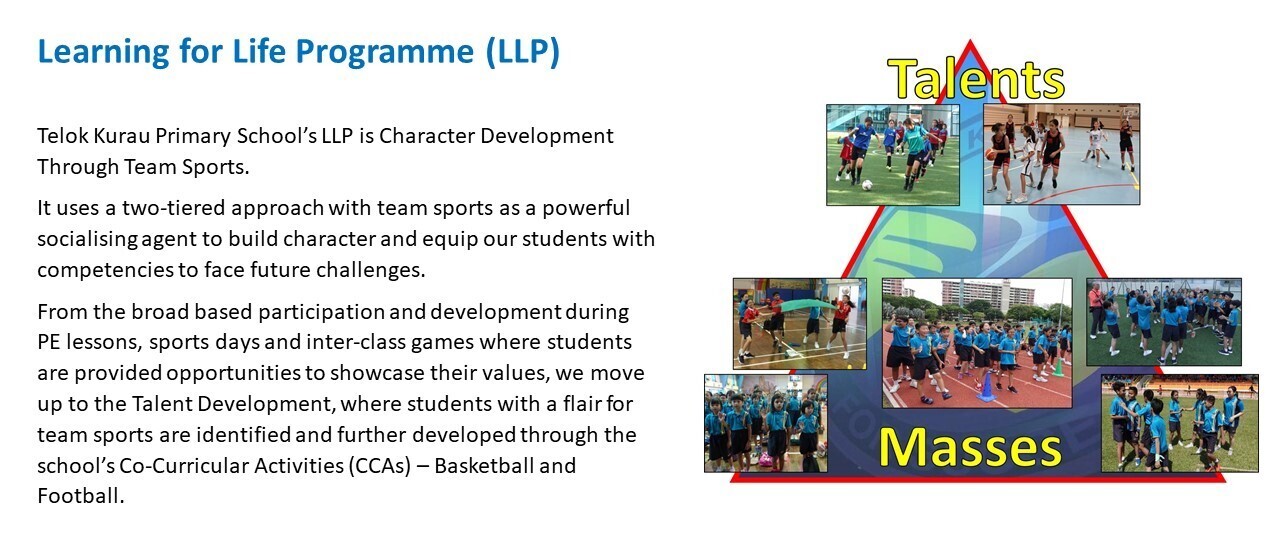 Learning for Life Programme (LLP)
Telok Kurau Primary School’s LLP is Character Development
Through Team Sports.
It uses a two-tiered approach with team sports as a powerful
socialising agent to build character and equip our students with
competencies to face future challenges.
From the broad based participation and development during
PE lessons, sports days and inter-class games where students
are provided opportunities to showcase their values, we move
up to the Talent Development, where students with a flair for
team sports are identified and further developed through the
school’s Co-Curricular Activities (CCAs) – Basketball and
Football.
Talents
Masses